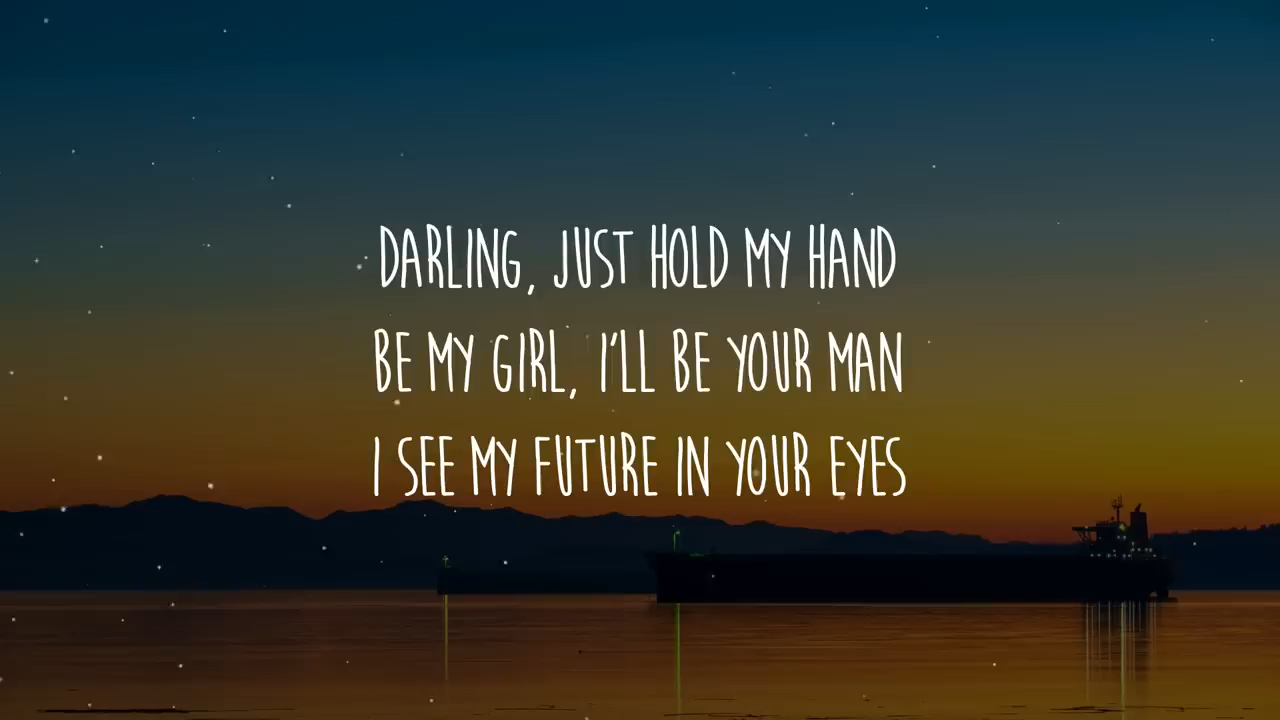 DARLING, JUST HOLD MY HAND
BE MY GIRL, I'LL BE YOUR MAN
I SEE MY FUTURE IN YOUR EYES